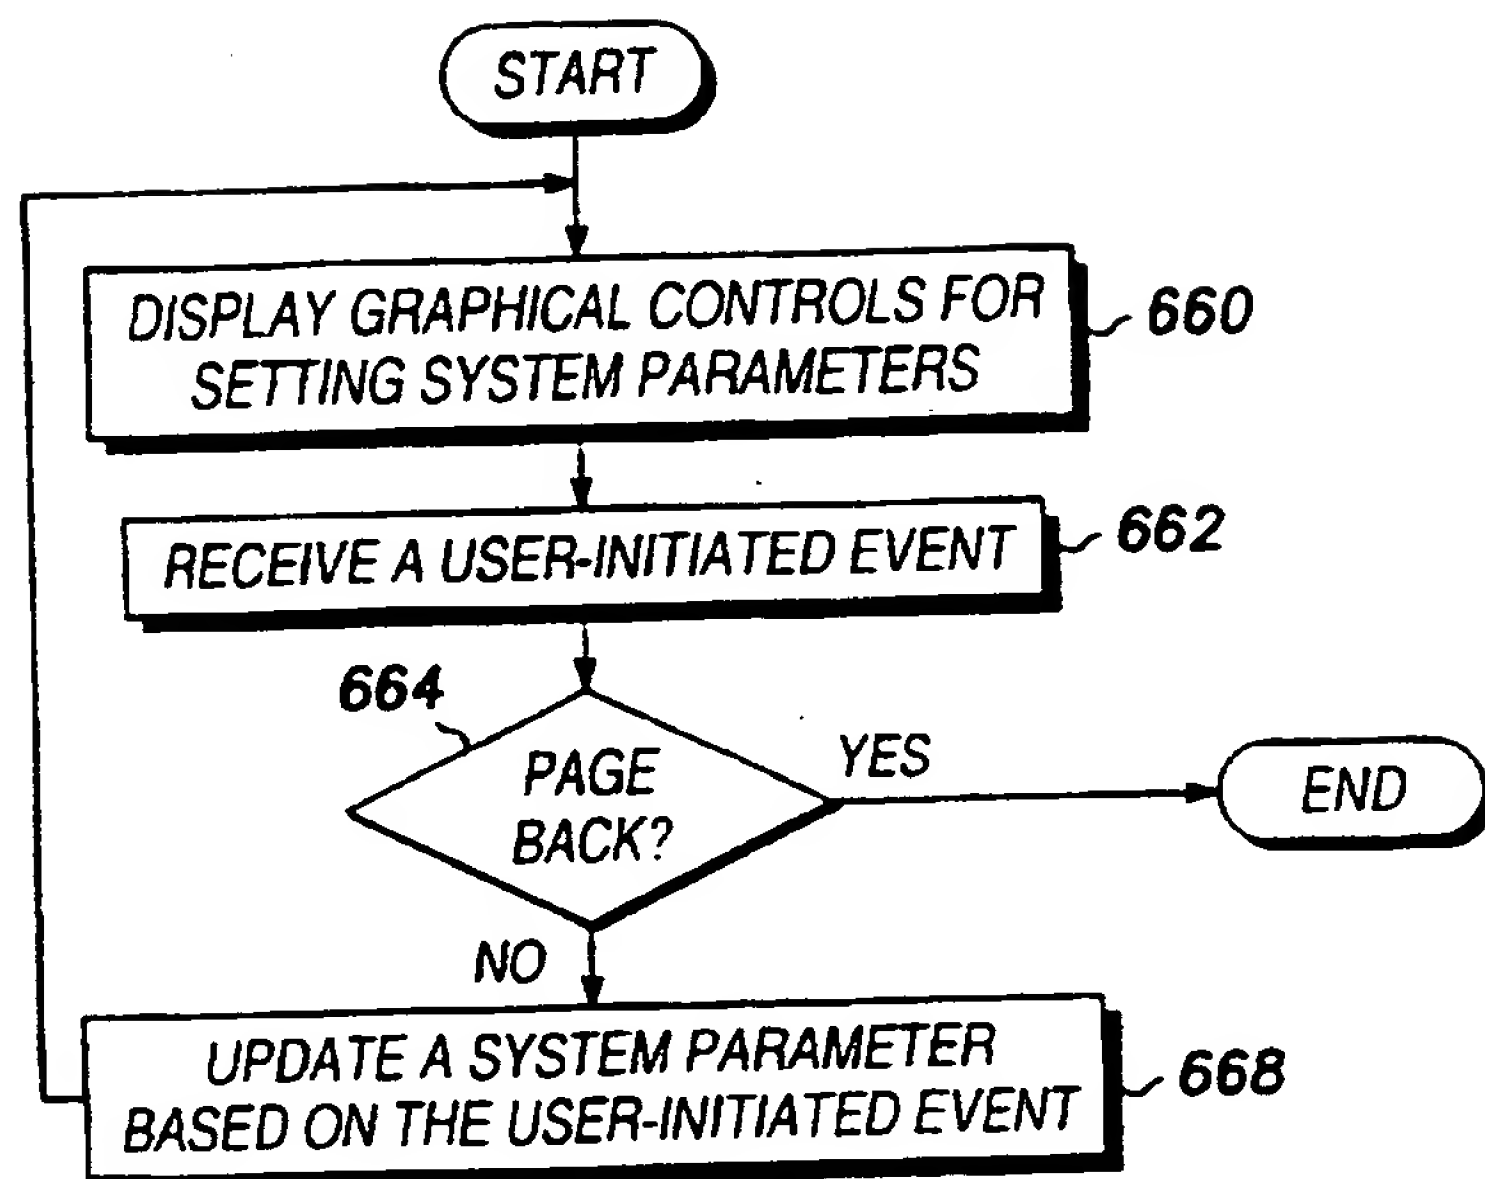 START
DISPLAY GRAPHICAL CONTROLS FOR
SETTING SYSTEM PARAMETERS
660
RECEIVE A USER-INITIATED EVENT
662
664
PAGE
BACK?
YES
END
NO
UPDATE A SYSTEM PARAMETER
BASED ON THE USER-INITIATED EVENT
668